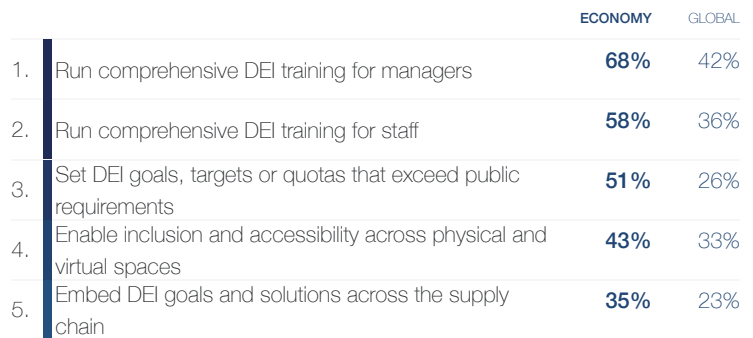 ECONOMY GLOBAL
1. Run comprehensive DEI training for managers 68% 42%
2. Run comprehensive DEI training for staff 58% 36%
3. Set DEI goals, targets or quotas that exceed public
requirements 51% 26%
4. Enable inclusion and accessibility across physical and
virtual spaces 43% 33%
5. Embed DEI goals and solutions across the supply
chain 35% 23%